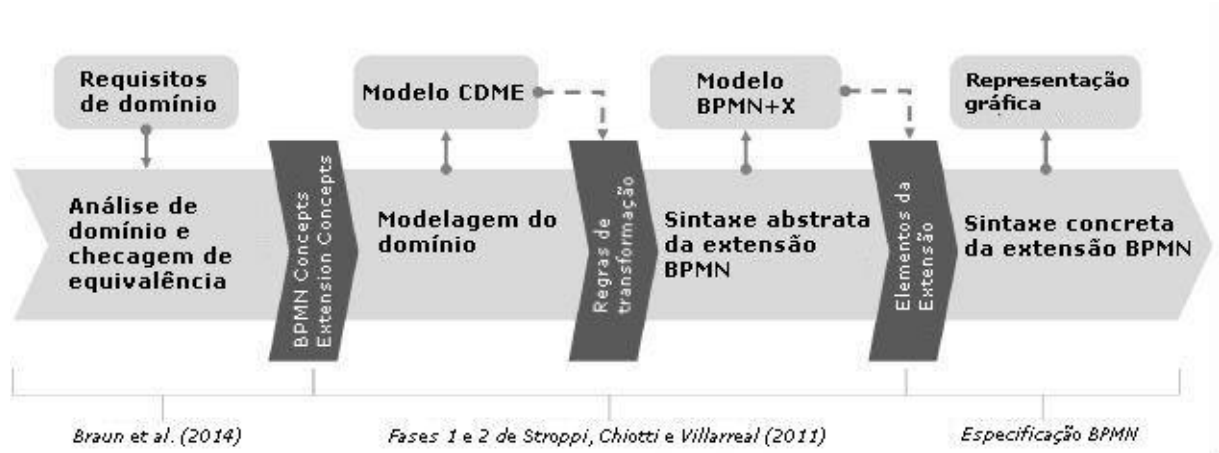 Requisitos
de domínio
Modelo CDME
Modelo
BPMN+X
Representação
gráfica
Análise de
domínio e
checagem de
equivalência
BPMN Concepts
Extension Concepts
Modelagem do
domínio
Regras de
transformação
Sintaxe abstrata
da extensão
BPMN
Elementos da
Extensão
Sintaxe concreta
da extensão BPMN
Braun et al. (2014)
Fases 1 e 2 de Stroppi, Chiotti e Villarreal (2011)
Especificação BPMN